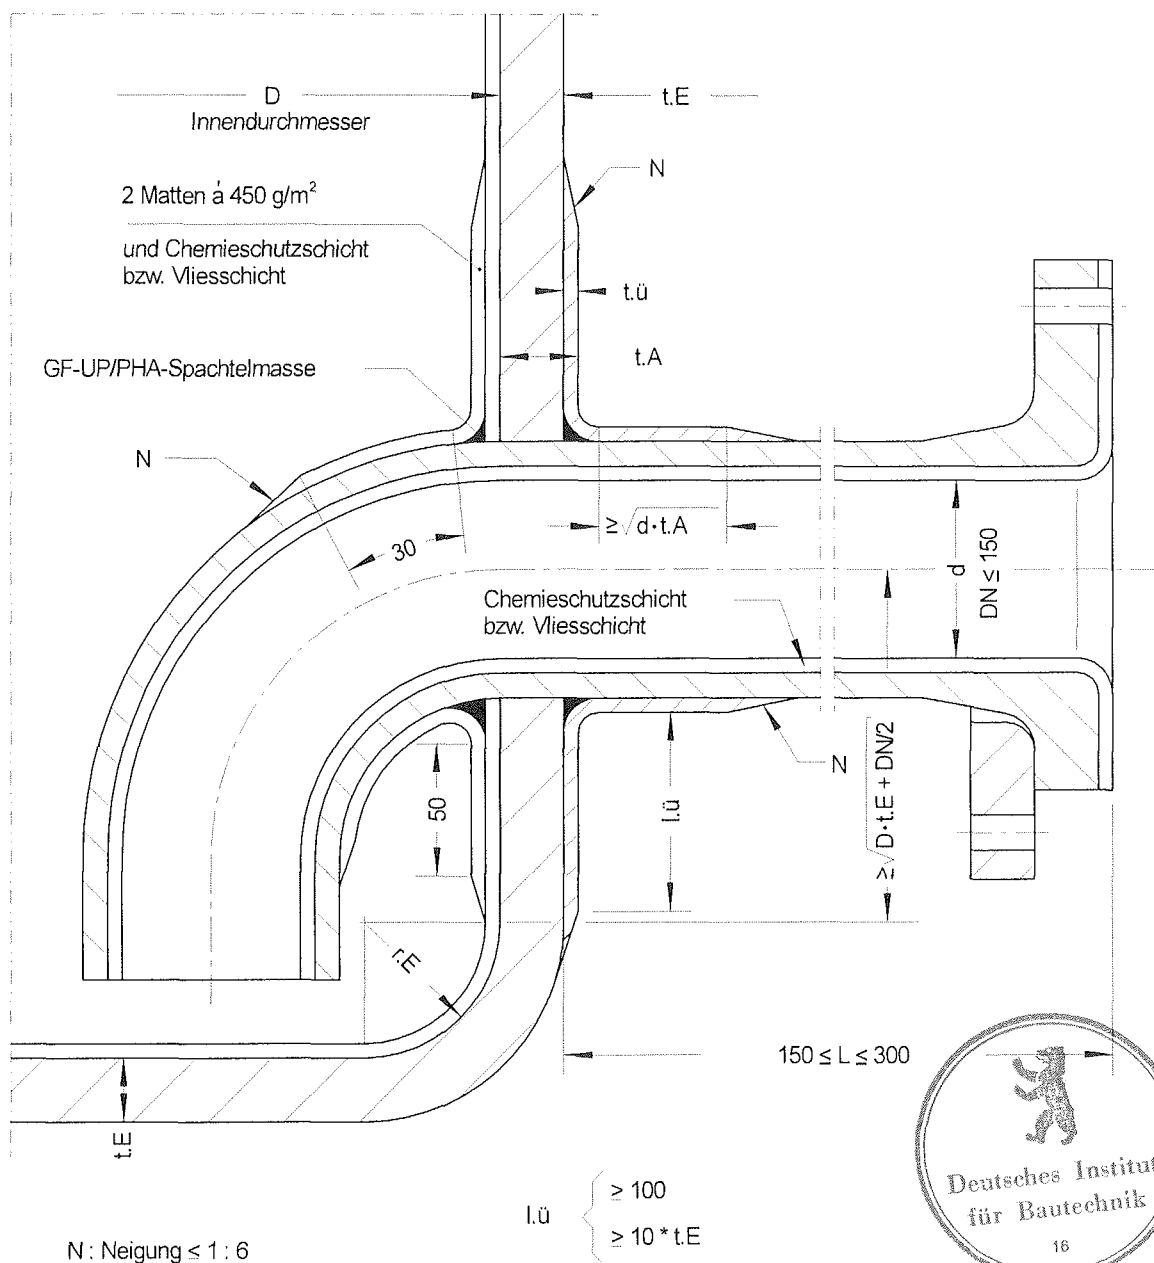 D
Innendurchmesser
t.E
N
2 Matten á 450 g/m²
und Chemieschutzschicht
bzw. Vliesschicht
t.ü
t.A
GF-UP/PHA-Spachtelmasse
N
≥√d·t.A
30
d
DN ≤ 150
Chemieschutzschicht
bzw. Vliesschicht
N
50
l.ü
≥√D·t.E + DN/2
r.E
150 ≤ L ≤ 300
t.E
Deutsches Institut
für Bautechnik
16
l.ü
≥ 100
≥ 10 * t.E
N : Neigung ≤ 1 : 6